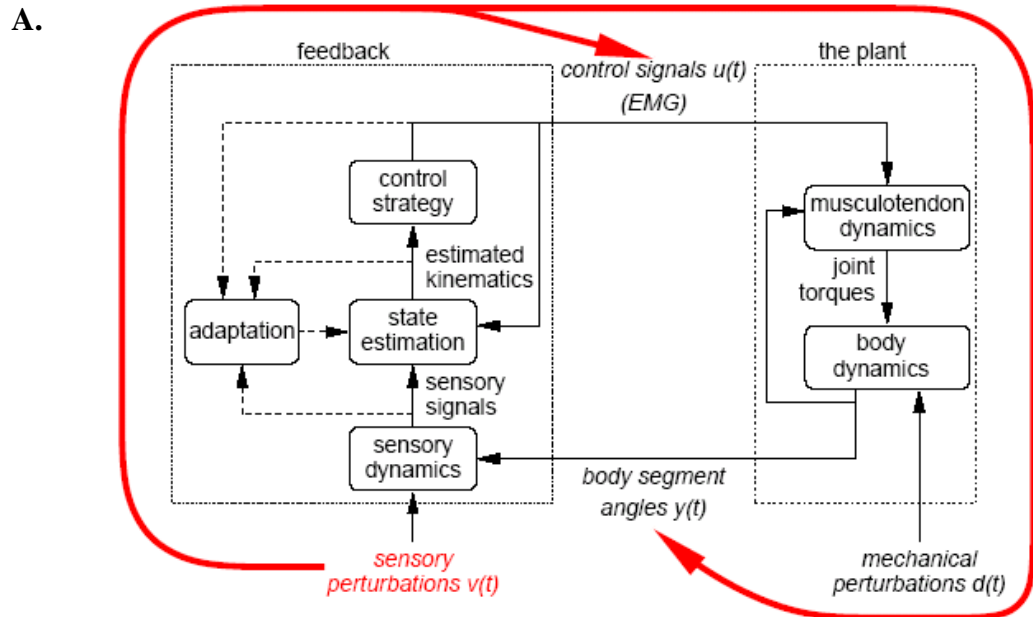 A.
feedback
the plant
control signals u(t)
(EMG)
control
strategy
musculotendon
dynamics
estimated
kinematics
joint
torques
adaptation
state
estimation
body
dynamics
sensory
signals
sensory
dynamics
body segment
angles y(t)
sensory
perturbations v(t)
mechanical
perturbations d(t)